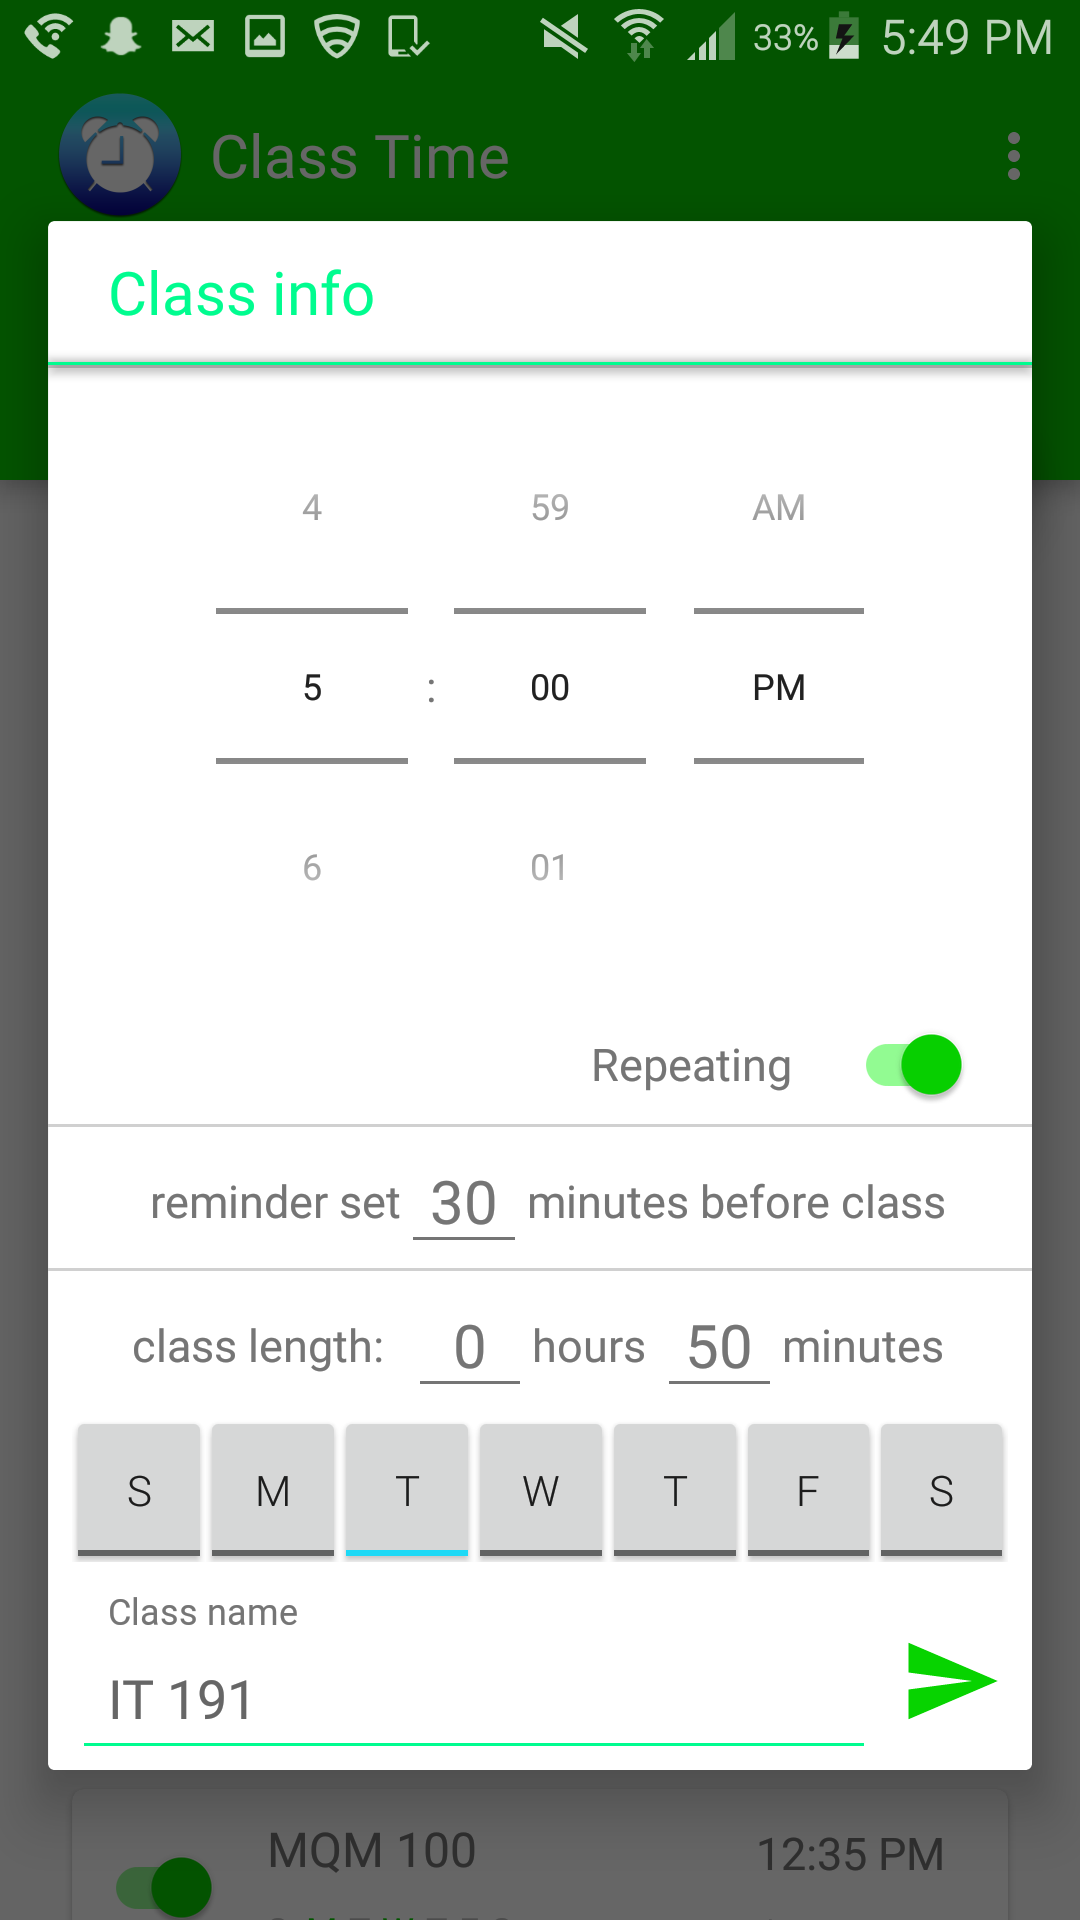 33% 5:49 PM
Class Time
Class info
4 59 AM
5 : 00 PM
6 01
Repeating
reminder set 30 minutes before class
class length: 0 hours 50 minutes
S M T W T F S
Class name
IT 191
MQM 100 12:35 PM